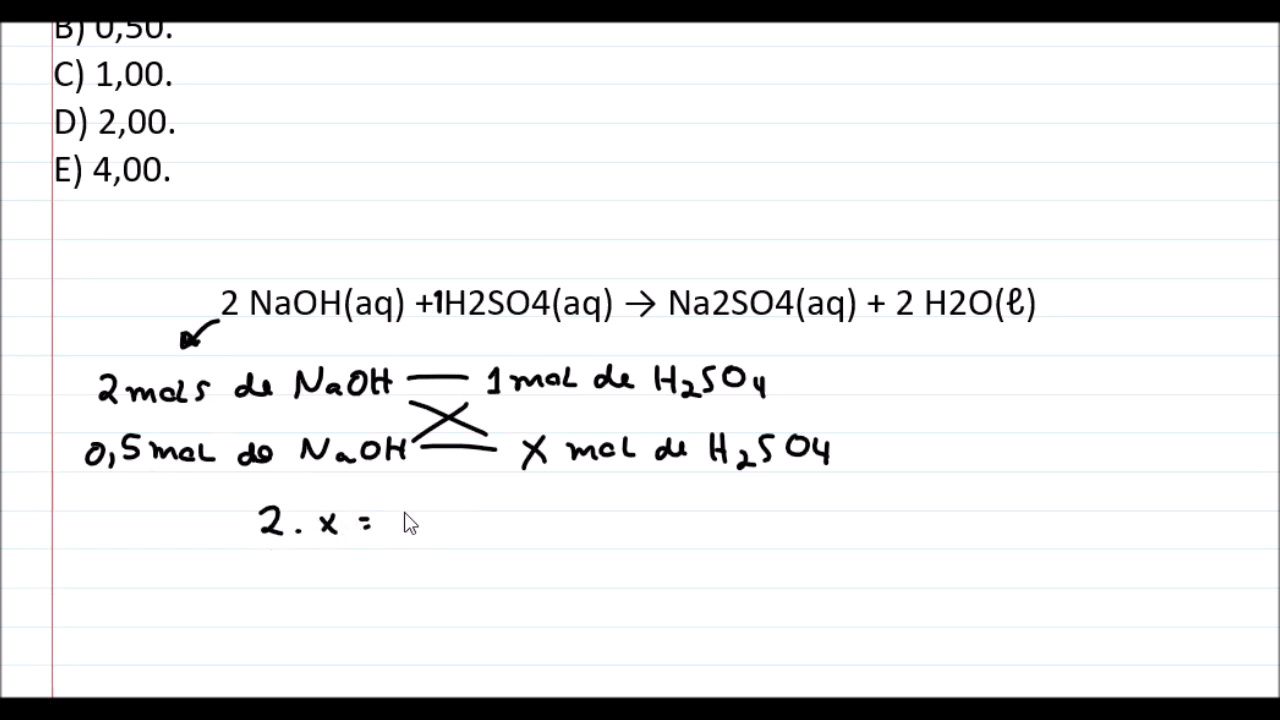 B) 0,50.
C) 1,00.
D) 2,00.
E) 4,00.
2 NaOH(aq) +1H2SO4(aq) → Na2SO4(aq) + 2 H2O(ℓ)
2 mols de NaOH — 1 mol de H2SO4
0,5 mol de NaOH — X mol de H2SO4
2 . x =